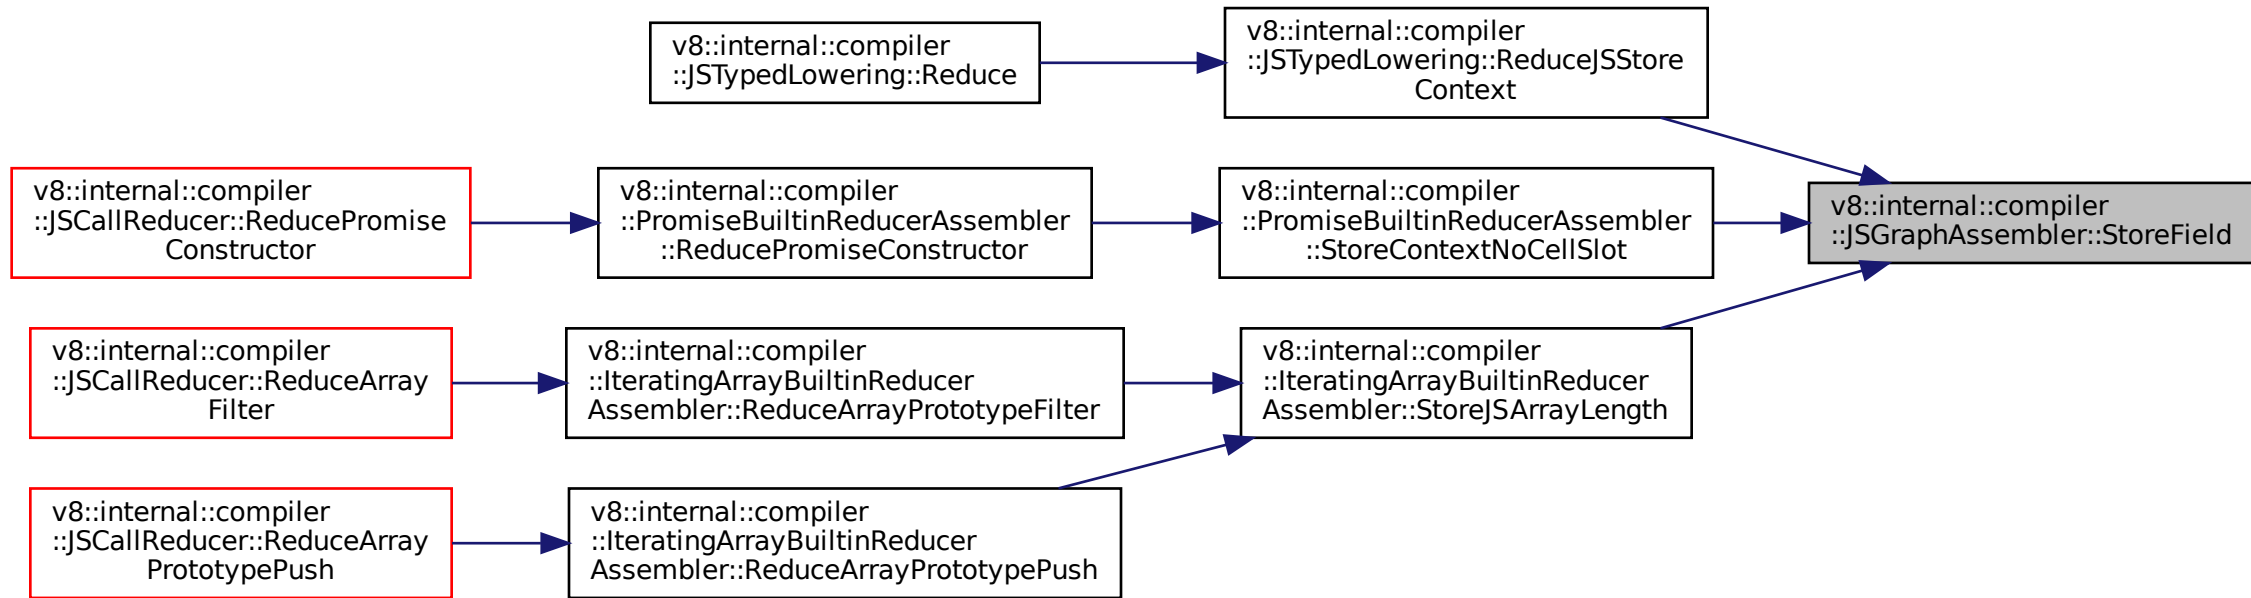 v8::internal::compiler
::JSTypedLowering::Reduce
v8::internal::compiler
::JSTypedLowering::ReduceJSStore
Context
v8::internal::compiler
::JSCallReducer::ReducePromise
Constructor
v8::internal::compiler
::PromiseBuiltinReducerAssembler
::ReducePromiseConstructor
v8::internal::compiler
::PromiseBuiltinReducerAssembler
::StoreContextNoCellSlot
v8::internal::compiler
::JSGraphAssembler::StoreField
v8::internal::compiler
::JSCallReducer::ReduceArray
Filter
v8::internal::compiler
::IteratingArrayBuiltinReducer
Assembler::ReduceArrayPrototypeFilter
v8::internal::compiler
::IteratingArrayBuiltinReducer
Assembler::StoreJSArrayLength
v8::internal::compiler
::JSCallReducer::ReduceArray
PrototypePush
v8::internal::compiler
::IteratingArrayBuiltinReducer
Assembler::ReduceArrayPrototypePush